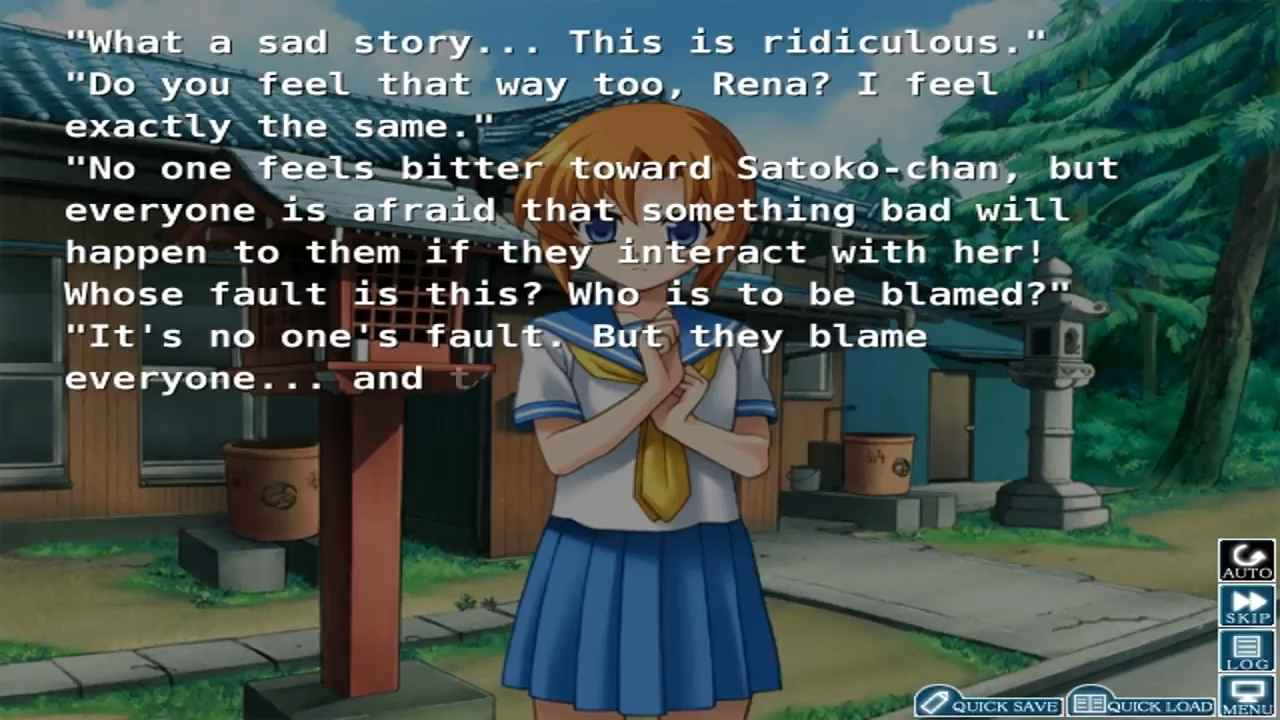 "What a sad story... This is ridiculous."
"Do you feel that way too, Rena? I feel
exactly the same."
"No one feels bitter toward Satoko-chan, but
everyone is afraid that something bad will
happen to them if they interact with her!
Whose fault is this? Who is to be blamed?"
"It's no one's fault. But they blame
everyone... and t
AUTO
SKIP
LOG
MENU
QUICK SAVE
QUICK LOAD